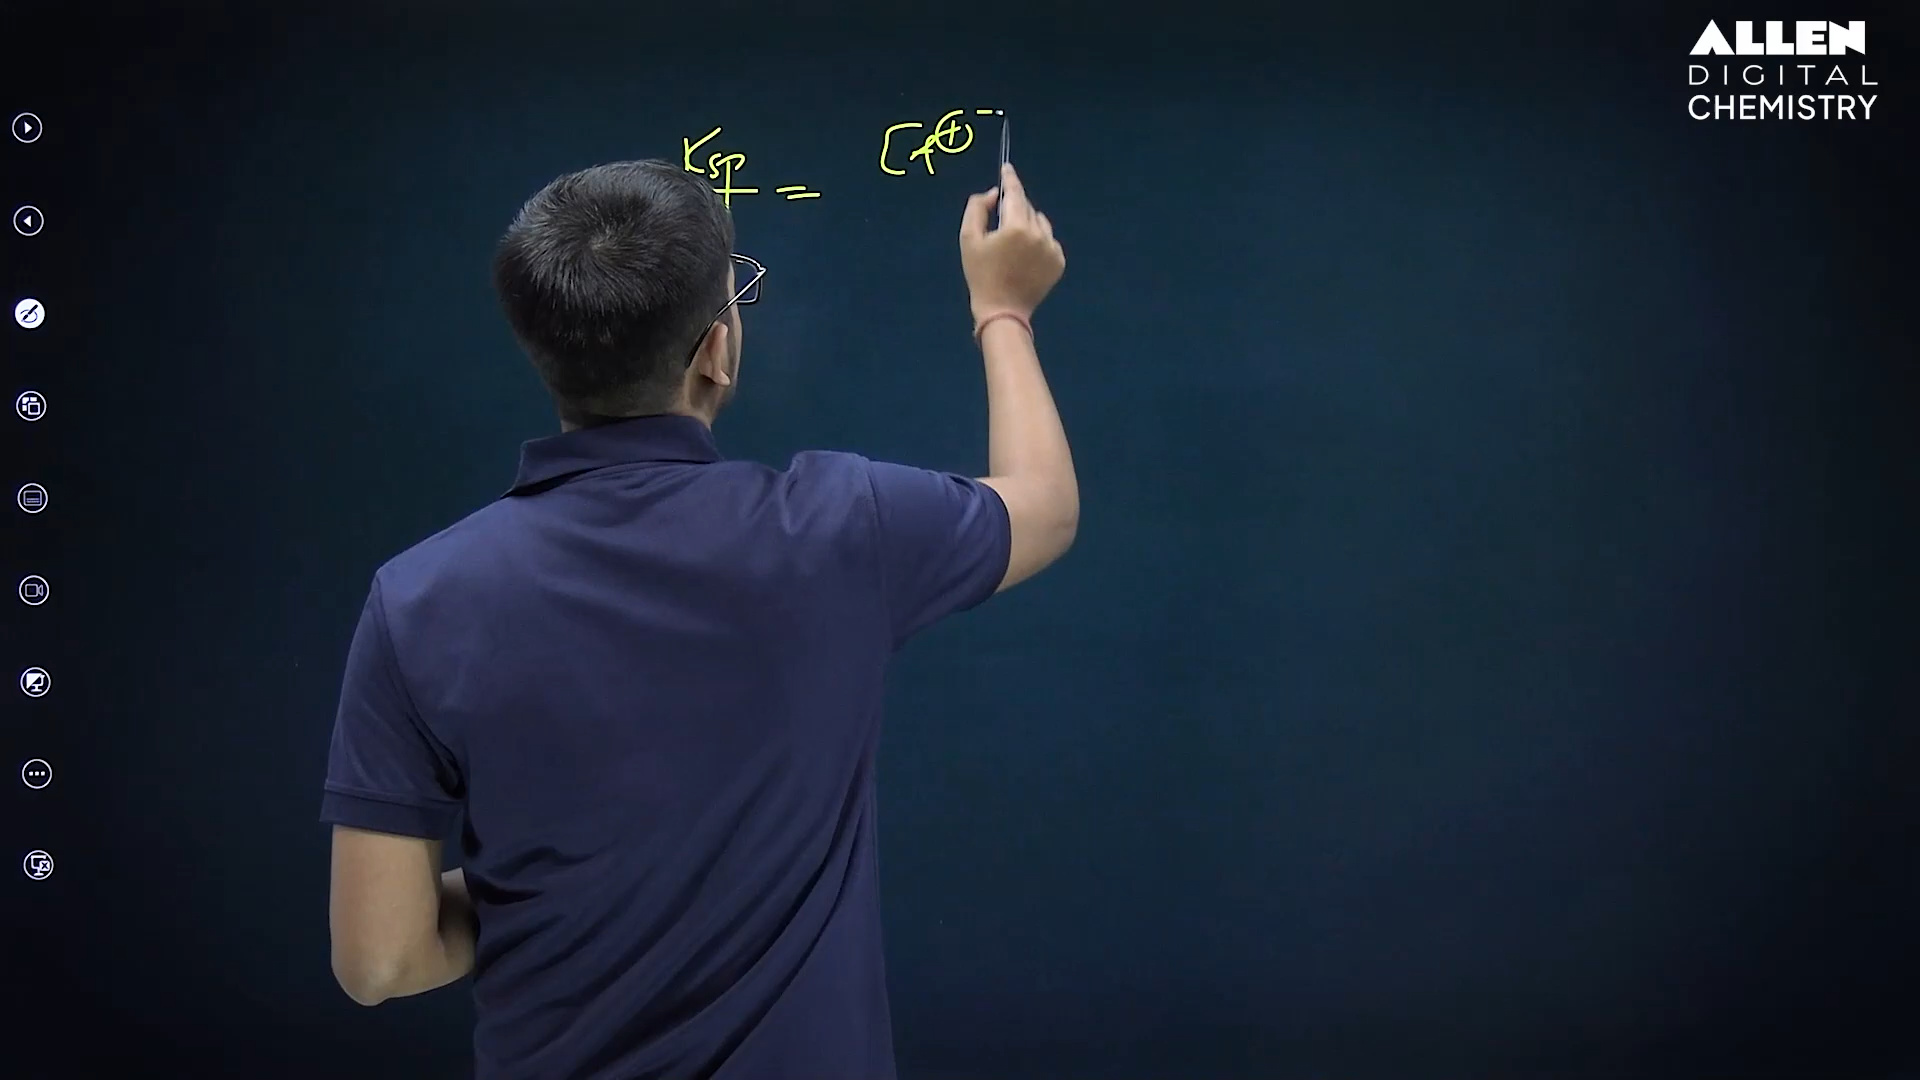 ALLEN
DIGITAL
CHEMISTRY
Ksp = [A⊕